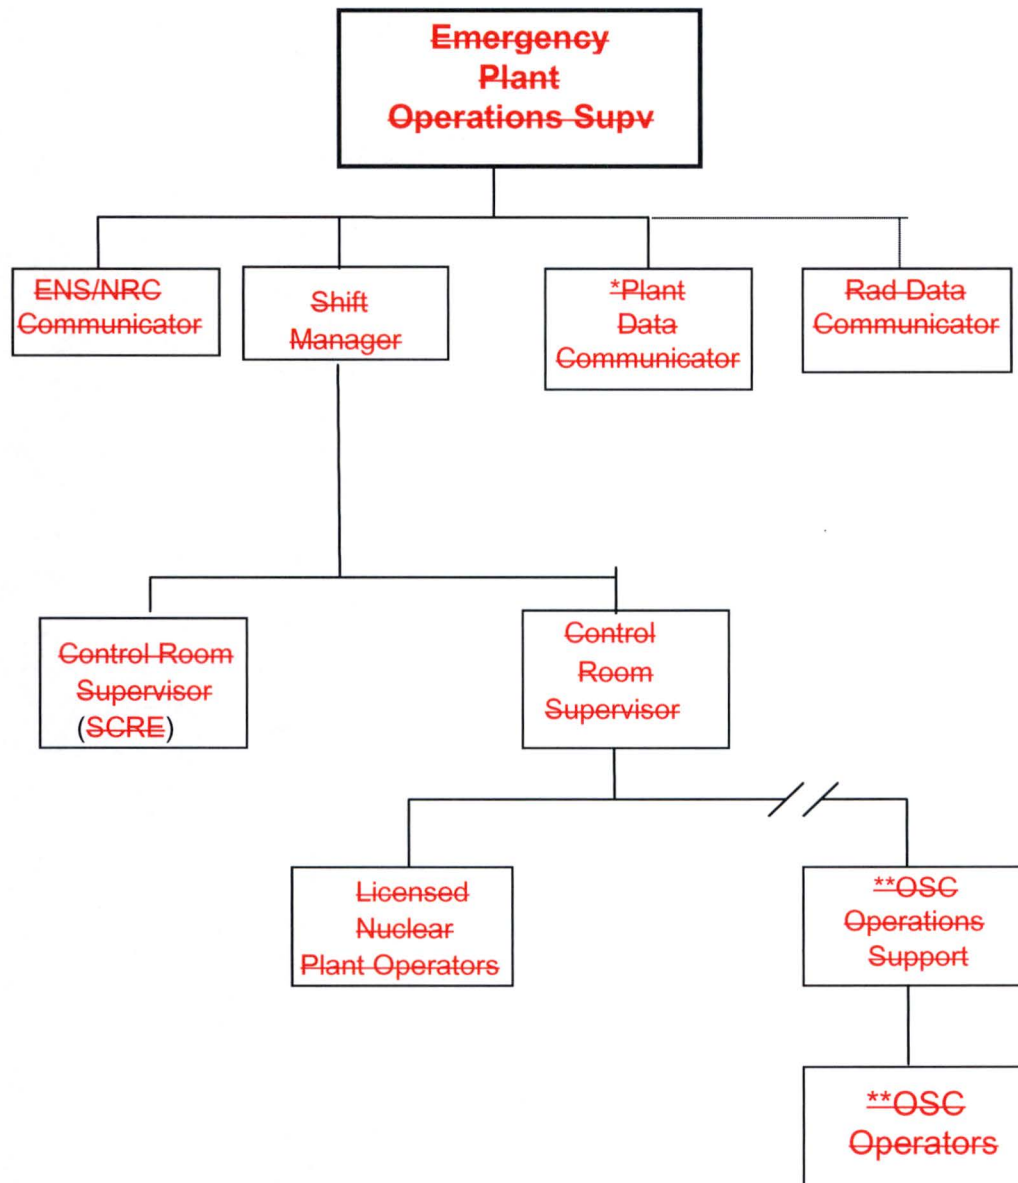 Emergency
Plant
Operations Supv
ENS/NRC
Communicator
Shift
Manager
*Plant
Data
Communicator
Rad Data
Communicator
Control Room
Supervisor
(SCRE)
Control
Room
Supervisor
Licensed
Nuclear
Plant Operators
**OSC
Operations
Support
**OSC
Operators